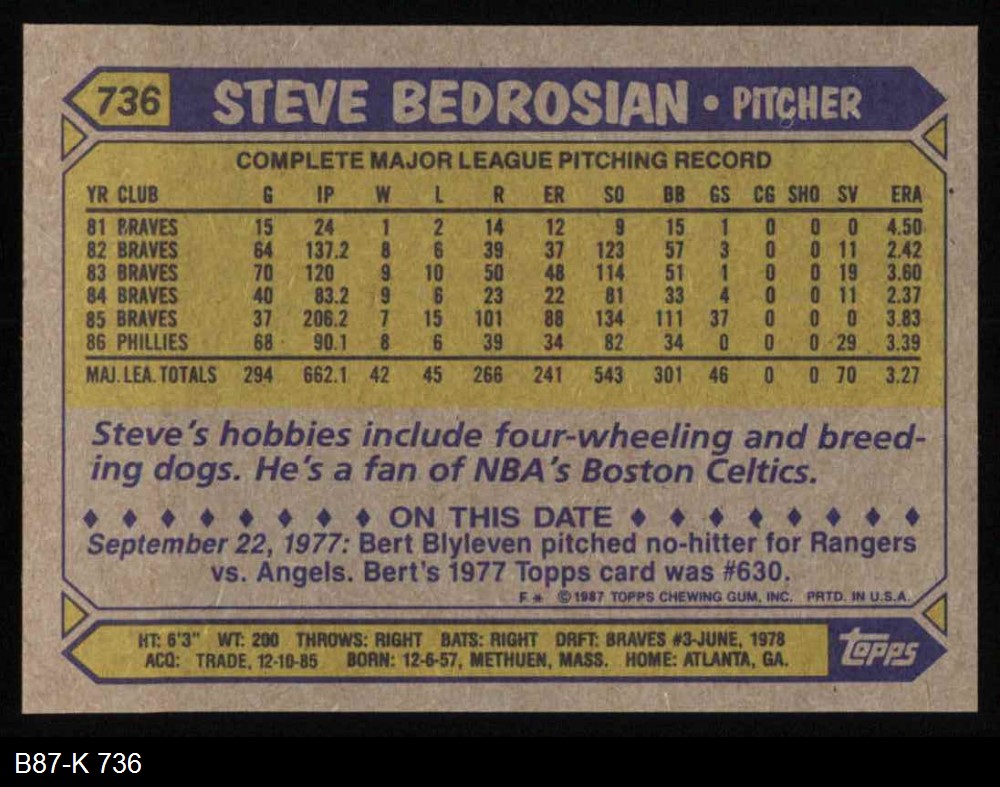 736 STEVE BEDROSIAN • PITCHER
COMPLETE MAJOR LEAGUE PITCHING RECORD
YR CLUB G IP W L R ER SO BB GS CG SHO SV ERA
81 BRAVES 15 24 1 2 14 12 9 15 1 0 0 0 4.50
82 BRAVES 64 137.2 8 6 39 37 123 57 3 0 0 11 2.42
83 BRAVES 70 120 9 10 50 48 114 51 1 0 0 19 3.60
84 BRAVES 40 83.2 9 6 23 22 81 33 4 0 0 11 2.37
85 BRAVES 37 206.2 7 15 101 88 134 111 37 0 0 0 3.83
86 PHILLIES 68 90.1 8 6 39 34 82 34 0 0 0 29 3.39
MAJ. LEA. TOTALS 294 662.1 42 45 266 241 543 301 46 0 0 70 3.27
Steve's hobbies include four-wheeling and breed-
ing dogs. He's a fan of NBA's Boston Celtics.
♦ ♦ ♦ ♦ ♦ ♦ ♦ ♦ ON THIS DATE ♦ ♦ ♦ ♦ ♦ ♦ ♦ ♦
September 22, 1977: Bert Blyleven pitched no-hitter for Rangers
vs. Angels. Bert's 1977 Topps card was #630.
F * © 1987 TOPPS CHEWING GUM, INC. PRTD. IN U.S.A.
HT: 6'3" WT: 200 THROWS: RIGHT BATS: RIGHT DRFT: BRAVES #3-JUNE, 1978
ACQ: TRADE, 12-10-85 BORN: 12-6-57, METHUEN, MASS. HOME: ATLANTA, GA.
topps
B87-K 736